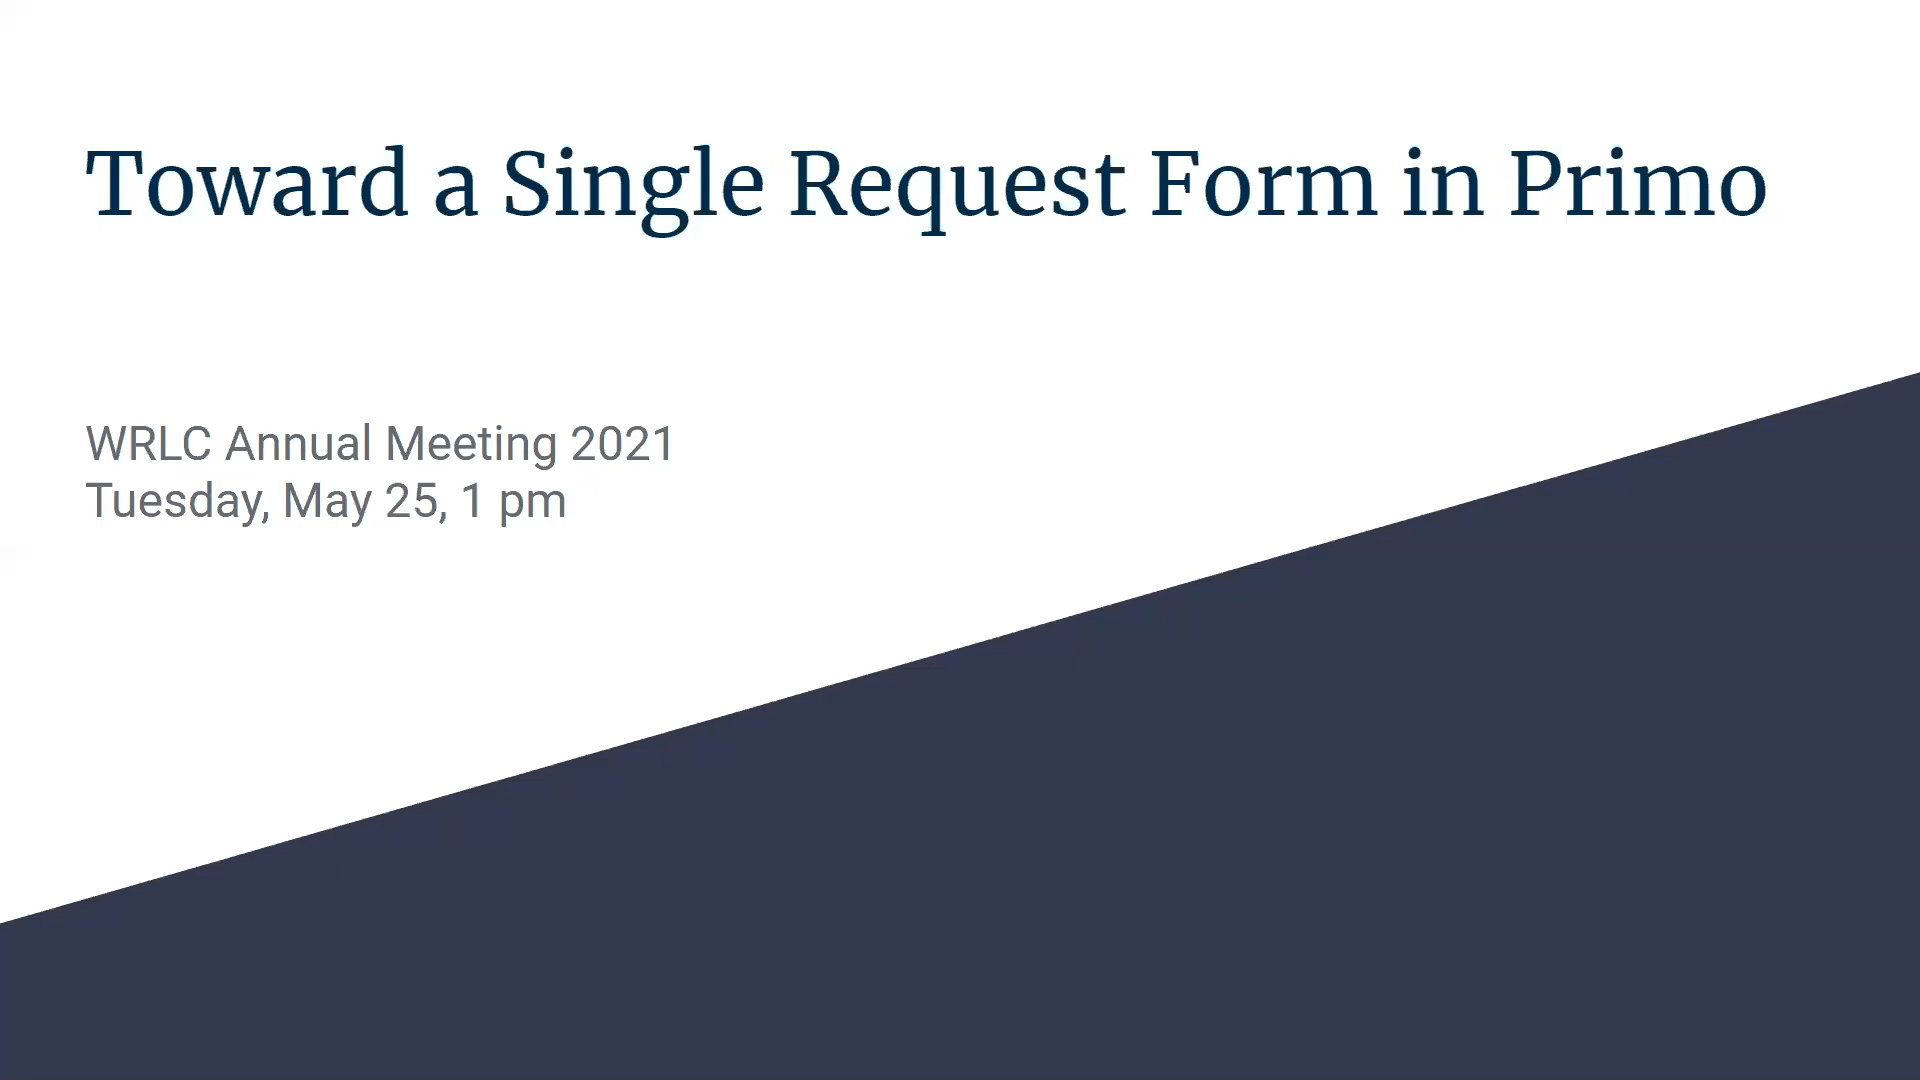 Toward a Single Request Form in Primo
WRLC Annual Meeting 2021
Tuesday, May 25, 1 pm